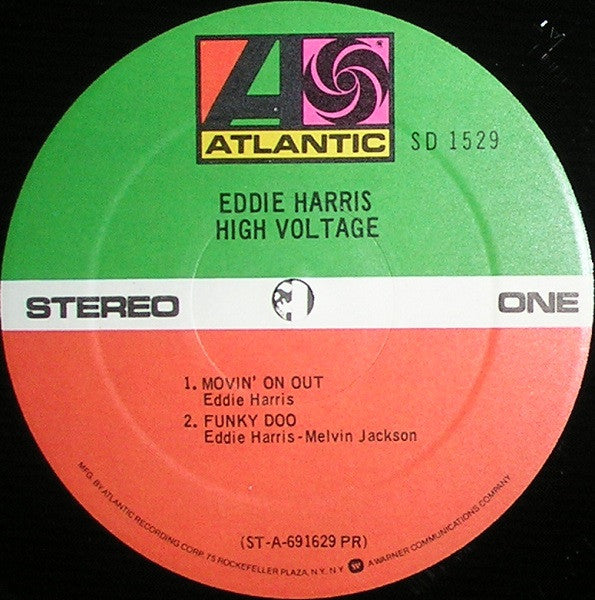 ATLANTIC
SD 1529
EDDIE HARRIS
HIGH VOLTAGE
STEREO
ONE
1. MOVIN' ON OUT
Eddie Harris
2. FUNKY DOO
Eddie Harris-Melvin Jackson
(ST-A-691629 PR)
MFG. BY ATLANTIC RECORDING CORP. 75 ROCKEFELLER PLAZA, N.Y. N.Y. W A WARNER COMMUNICATIONS COMPANY